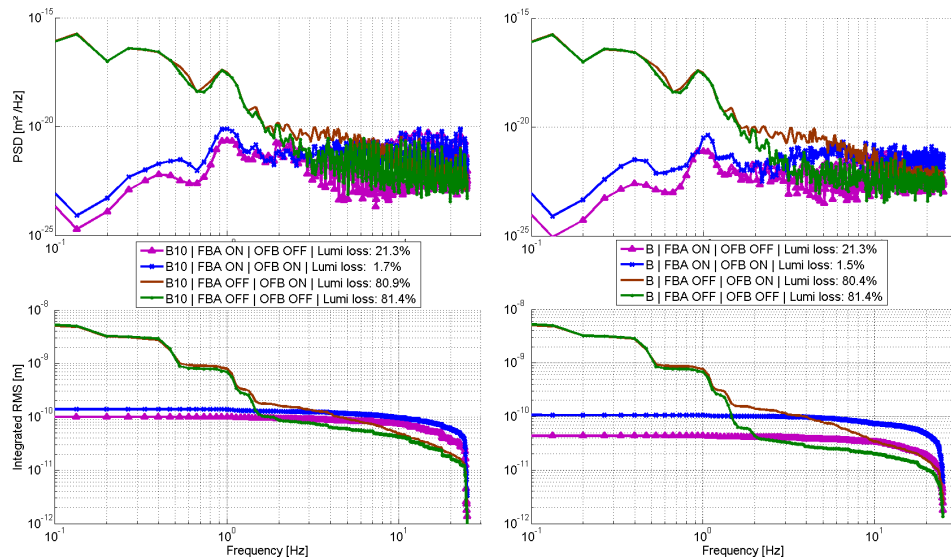 10^-15
10^-20
10^-25
PSD [m²/Hz]
10^-1
10^0
10^1
B10 | FBA ON | OFB OFF | Lumi loss: 21.3%
B10 | FBA ON | OFB ON | Lumi loss: 1.7%
B10 | FBA OFF | OFB ON | Lumi loss: 80.9%
B10 | FBA OFF | OFB OFF | Lumi loss: 81.4%
10^-8
10^-9
10^-10
10^-11
10^-12
Integrated RMS [m]
10^-1
10^0
10^1
Frequency [Hz]
10^-15
10^-20
10^-25
10^-1
10^0
10^1
B | FBA ON | OFB OFF | Lumi loss: 21.3%
B | FBA ON | OFB ON | Lumi loss: 1.5%
B | FBA OFF | OFB ON | Lumi loss: 80.4%
B | FBA OFF | OFB OFF | Lumi loss: 81.4%
10^-8
10^-9
10^-10
10^-11
10^-12
10^-1
10^0
10^1
Frequency [Hz]